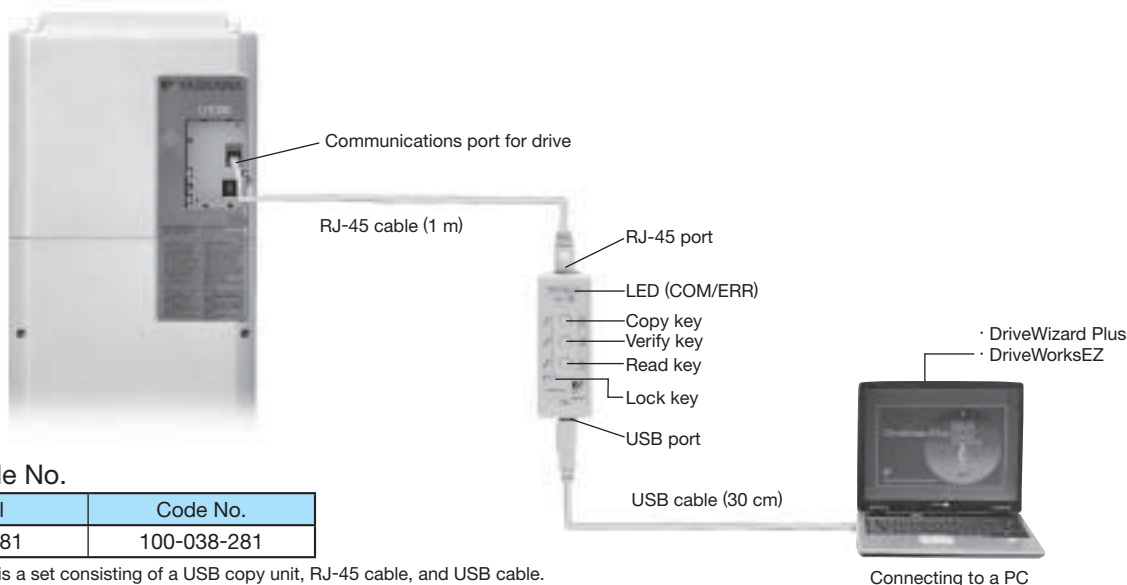 Communications port for drive
RJ-45 cable (1 m)
RJ-45 port
LED (COM/ERR)
Copy key
Verify key
Read key
Lock key
USB port
USB cable (30 cm)
· DriveWizard Plus
· DriveWorksEZ
Connecting to a PC
No.
Code No.
81 100-038-281
is a set consisting of a USB copy unit, RJ-45 cable, and USB cable.